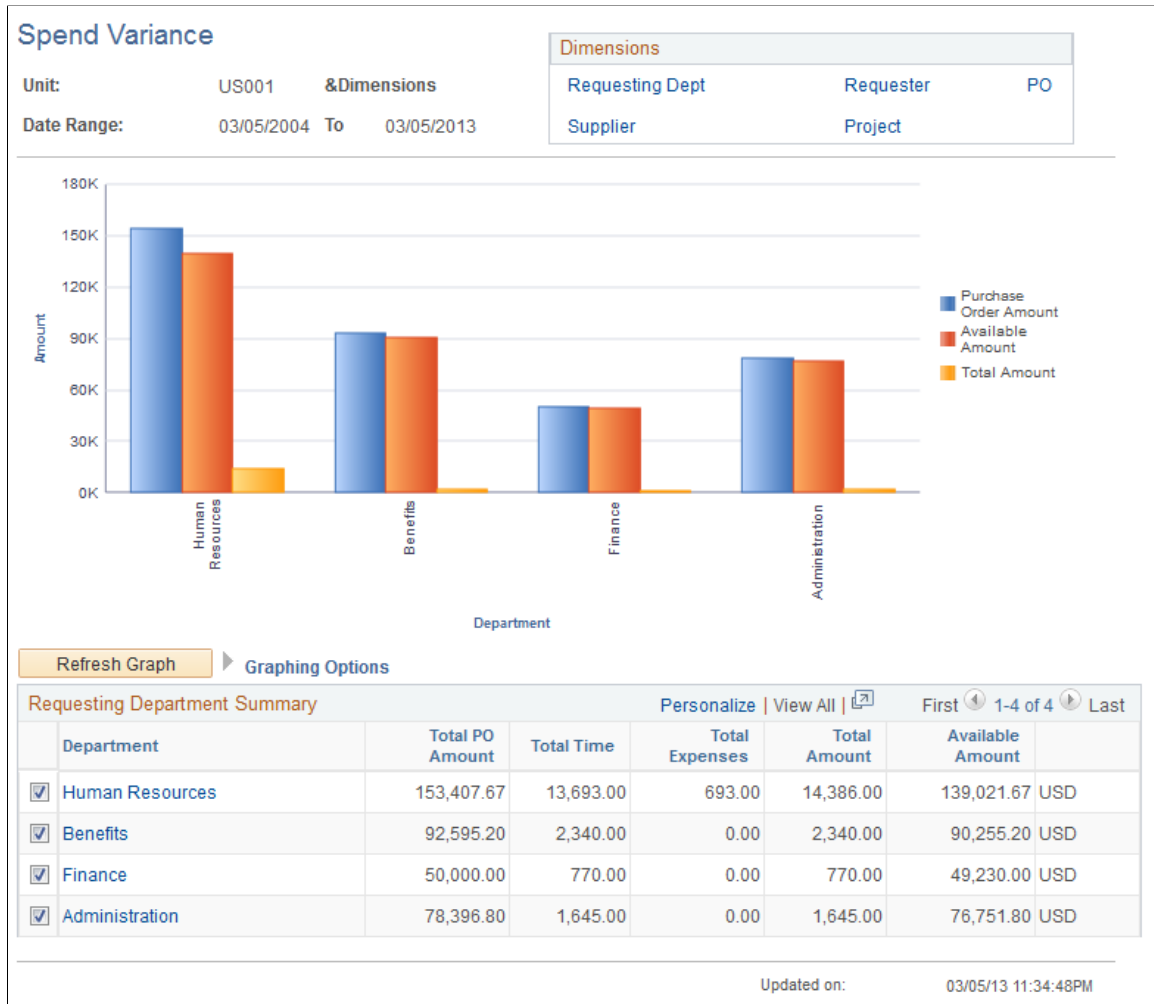 Spend Variance
Dimensions
Unit: US001 &Dimensions
Requesting Dept Requester PO
Date Range: 03/05/2004 To 03/05/2013
Supplier Project
180K
150K
120K
90K
60K
30K
0K
Amount
Human
Resources
Benefits
Finance
Administration
Department
Purchase
Order Amount
Available
Amount
Total Amount
Refresh Graph Graphing Options
Requesting Department Summary Personalize | View All | First 1-4 of 4 Last
Department Total PO Amount Total Time Total Expenses Total Amount Available Amount
Human Resources 153,407.67 13,693.00 693.00 14,386.00 139,021.67 USD
Benefits 92,595.20 2,340.00 0.00 2,340.00 90,255.20 USD
Finance 50,000.00 770.00 0.00 770.00 49,230.00 USD
Administration 78,396.80 1,645.00 0.00 1,645.00 76,751.80 USD
Updated on: 03/05/13 11:34:48PM